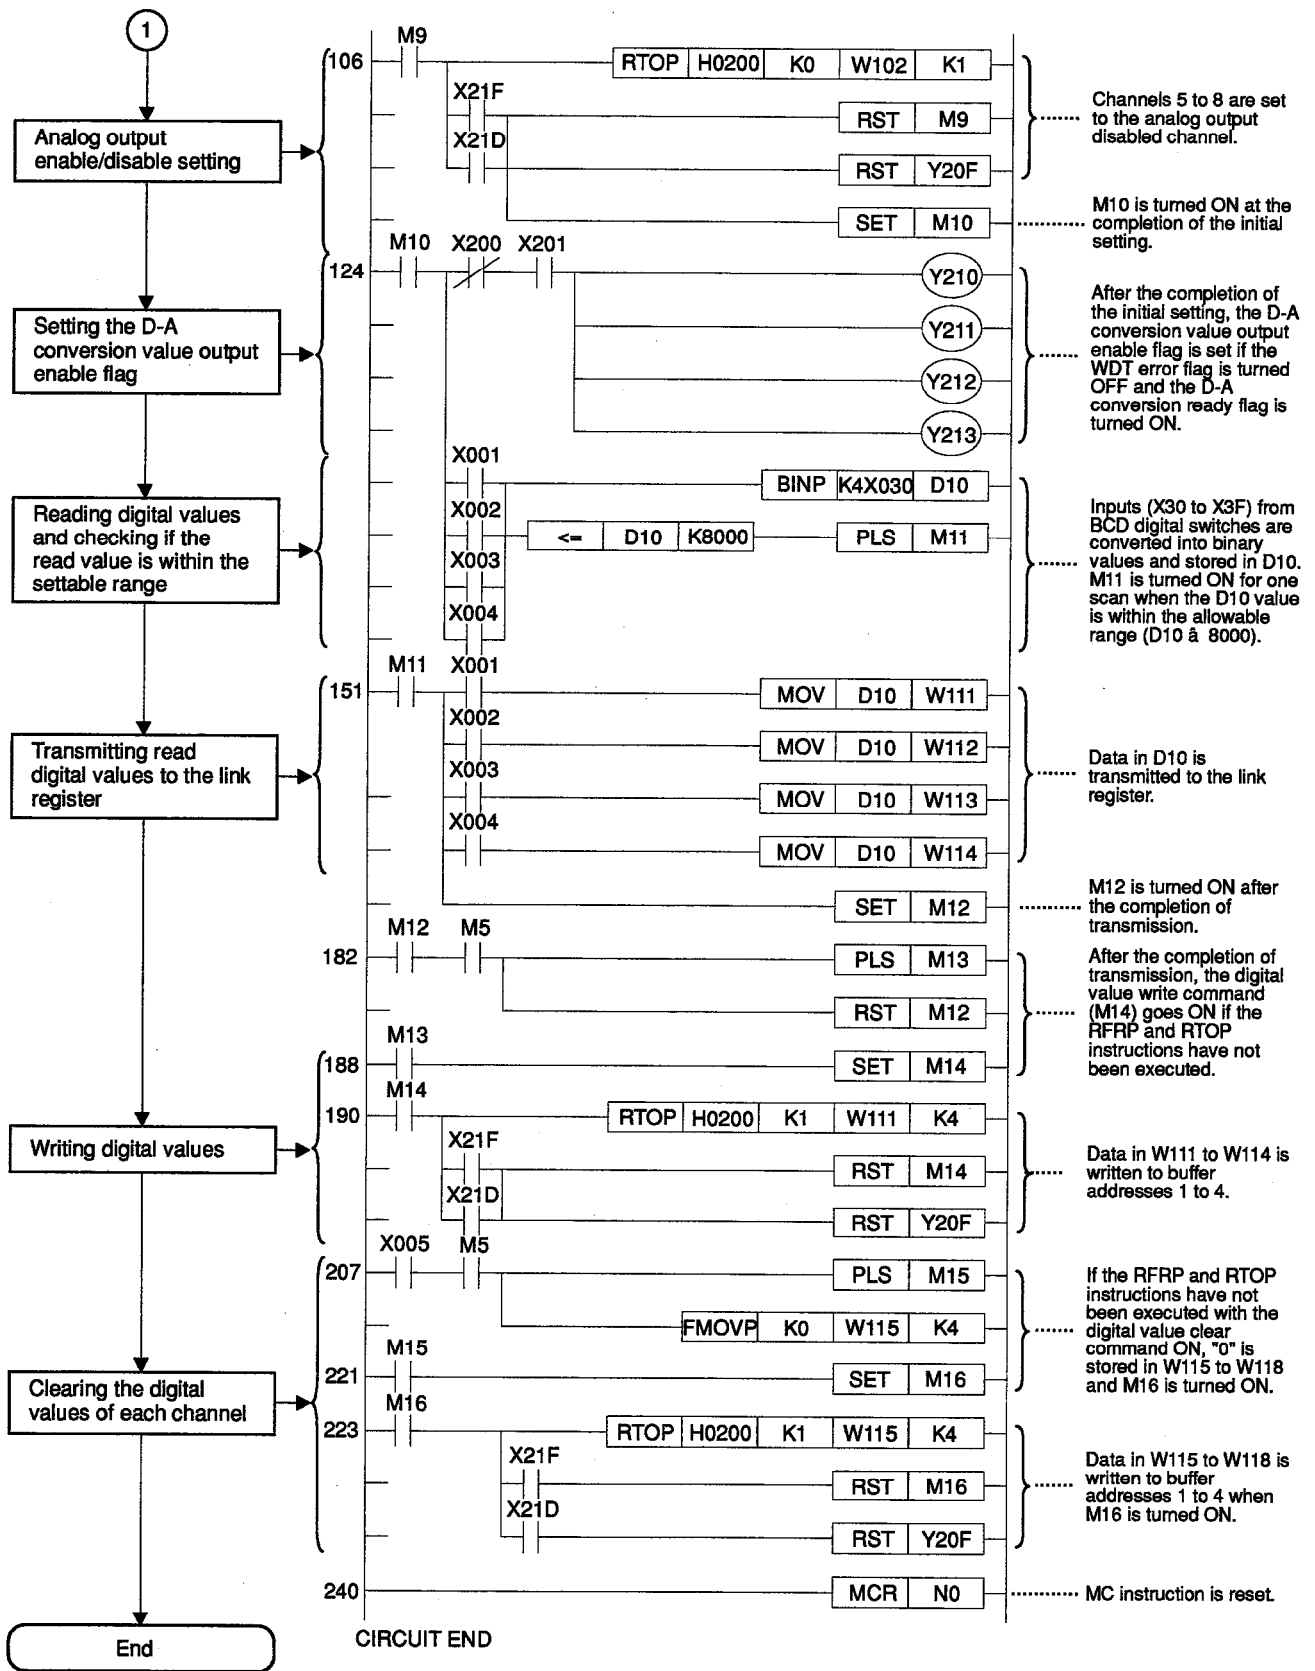 1
M9
106
RTOP H0200 K0 W102 K1
X21F
RST M9
X21D
RST Y20F
SET M10
Analog output
enable/disable setting
Channels 5 to 8 are set
to the analog output
disabled channel.
M10 is turned ON at the
completion of the initial
setting.
M10 X200 X201
124
Y210
Y211
Y212
Y213
Setting the D-A
conversion value output
enable flag
After the completion of
the initial setting, the D-A
conversion value output
enable flag is set if the
WDT error flag is turned
OFF and the D-A
conversion ready flag is
turned ON.
X001
BINP K4X030 D10
X002
<= D10 K8000 PLS M11
X003
X004
Reading digital values
and checking if the
read value is within the
settable range
Inputs (X30 to X3F) from
BCD digital switches are
converted into binary
values and stored in D10.
M11 is turned ON for one
scan when the D10 value
is within the allowable
range (D10 â 8000).
M11 X001
151
MOV D10 W111
X002
MOV D10 W112
X003
MOV D10 W113
X004
MOV D10 W114
SET M12
Transmitting read
digital values to the link
register
Data in D10 is
transmitted to the link
register.
M12 is turned ON after
the completion of
transmission.
M12 M5
182
PLS M13
RST M12
M13
188
SET M14
After the completion of
transmission, the digital
value write command
(M14) goes ON if the
RFRP and RTOP
instructions have not
been executed.
M14
190
RTOP H0200 K1 W111 K4
X21F
RST M14
X21D
RST Y20F
Writing digital values
Data in W111 to W114 is
written to buffer
addresses 1 to 4.
X005 M5
207
PLS M15
FMOVP K0 W115 K4
M15
221
SET M16
If the RFRP and RTOP
instructions have not
been executed with the
digital value clear
command ON, "0" is
stored in W115 to W118
and M16 is turned ON.
Clearing the digital
values of each channel
M16
223
RTOP H0200 K1 W115 K4
X21F
RST M16
X21D
RST Y20F
Data in W115 to W118 is
written to buffer
addresses 1 to 4 when
M16 is turned ON.
240
MCR N0
MC instruction is reset.
End
CIRCUIT END